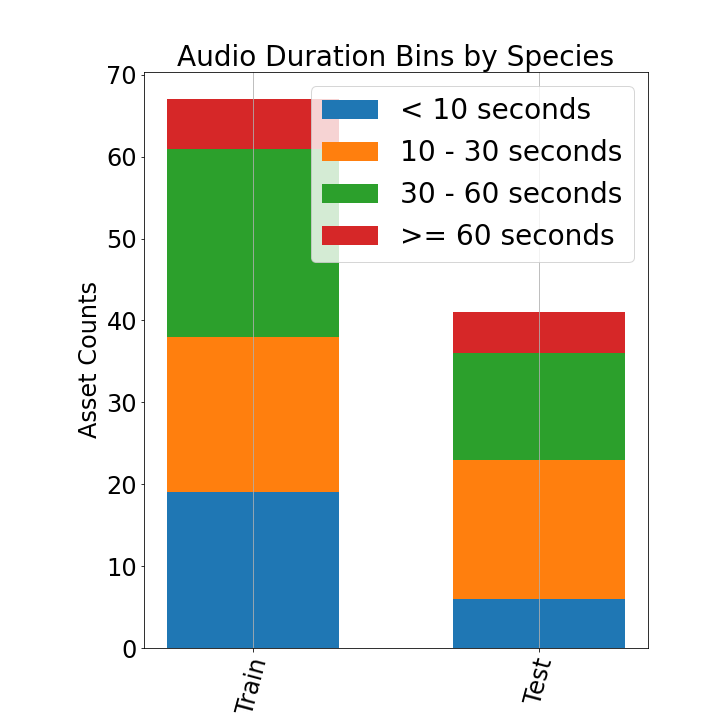 Audio Duration Bins by Species
70
60
50
40
30
20
10
0
Asset Counts
< 10 seconds
10 - 30 seconds
30 - 60 seconds
>= 60 seconds
Train
Test